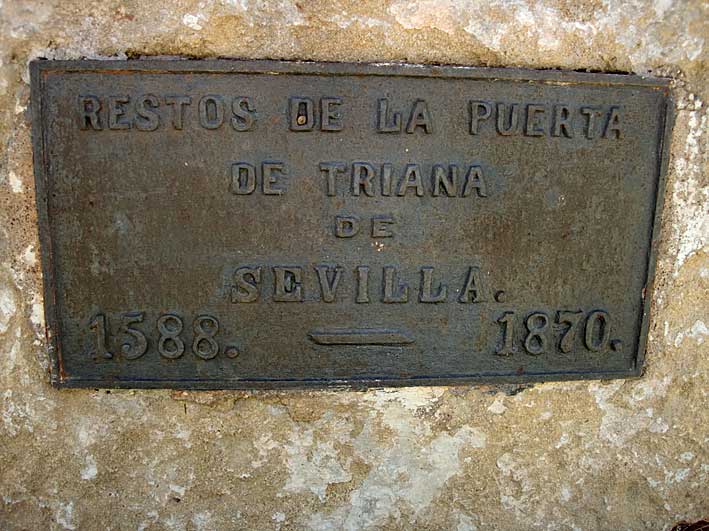 RESTOS DE LA PUERTA
DE TRIANA
DE
SEVILLA.
1588. — 1870.